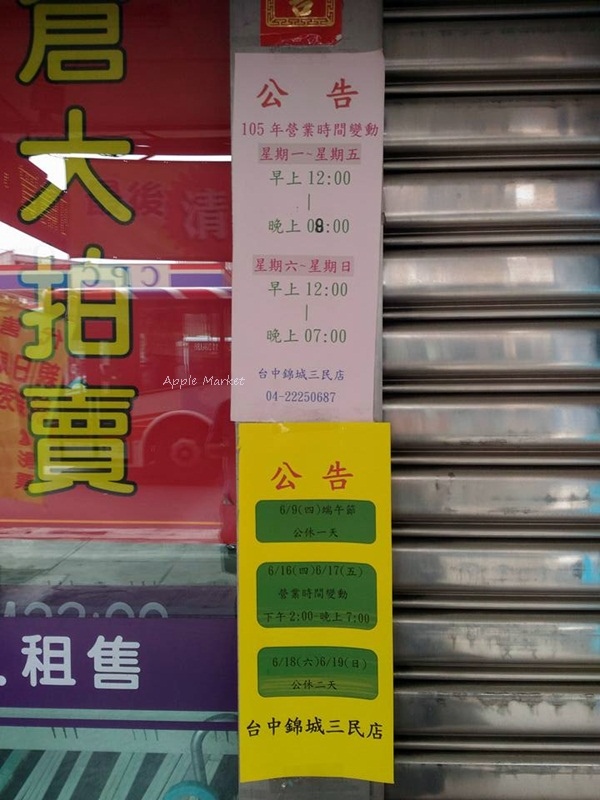 倉大拍賣
公告
105年營業時間變動
星期一~星期五
早上12:00
|
晚上08:00
星期六~星期日
早上12:00
|
晚上07:00
台中錦城三民店
04-22250687
Apple Market
公告
6/9(四)端午節
公休一天
6/16(四)6/17(五)
營業時間變動
下午2:00-晚上7:00
6/18(六)6/19(日)
公休二天
台中錦城三民店
最後
清
CPC
租售